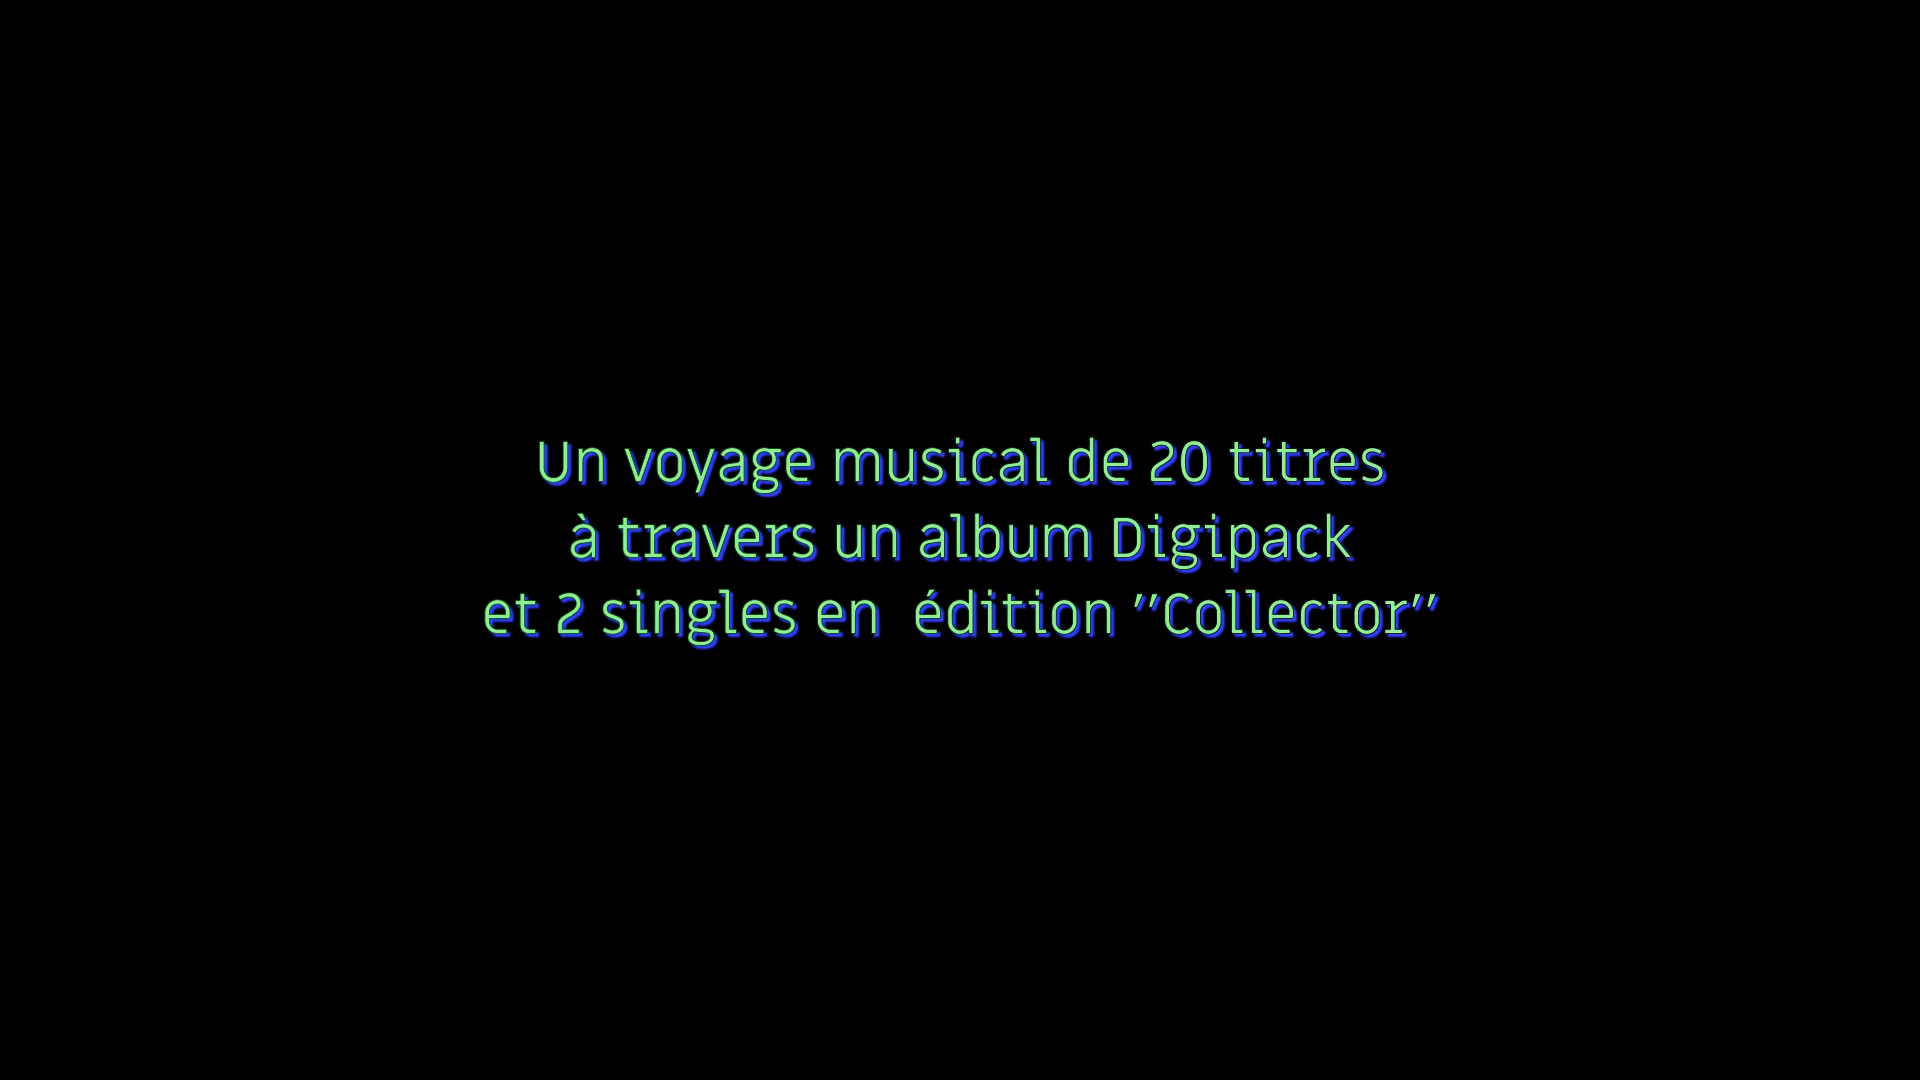 Un voyage musical de 20 titres
à travers un album Digipack
et 2 singles en  édition ''Collector''